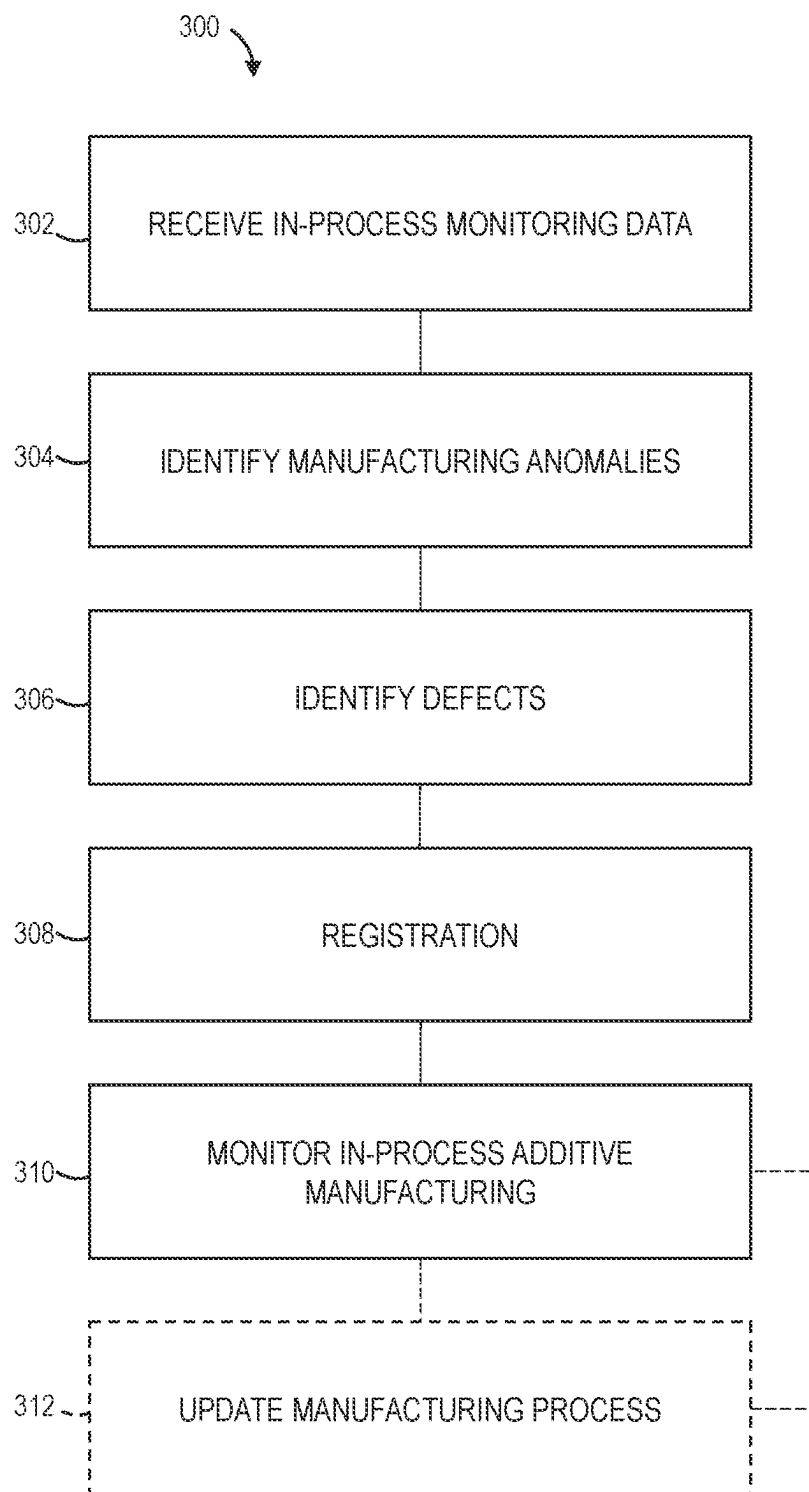 300
302
RECEIVE IN-PROCESS MONITORING DATA
304
IDENTIFY MANUFACTURING ANOMALIES
306
IDENTIFY DEFECTS
308
REGISTRATION
310
MONITOR IN-PROCESS ADDITIVE
MANUFACTURING
312
UPDATE MANUFACTURING PROCESS